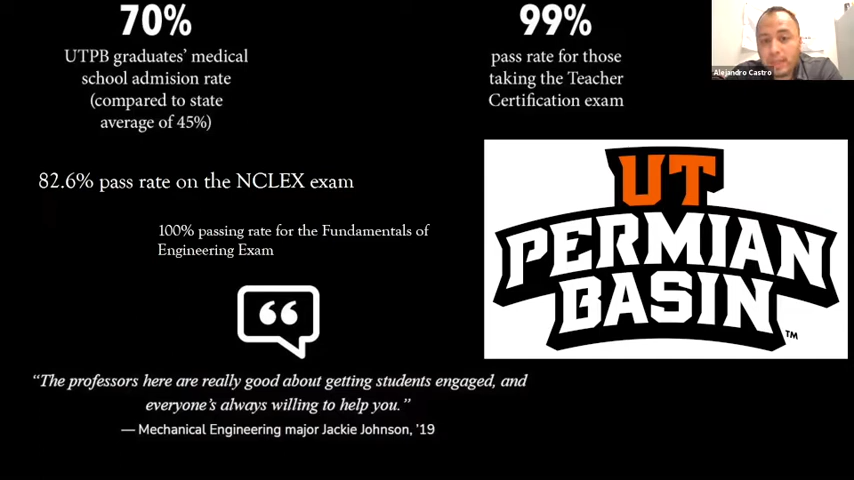 70%
UTPB graduates' medical
school admision rate
(compared to state
average of 45%)
99%
pass rate for those
taking the Teacher
Certification exam
Alejandro Castro
82.6% pass rate on the NCLEX exam
100% passing rate for the Fundamentals of
Engineering Exam
UT
PERMIAN
BASIN
TM
“
“The professors here are really good about getting students engaged, and
everyone’s always willing to help you.”
— Mechanical Engineering major Jackie Johnson, ’19